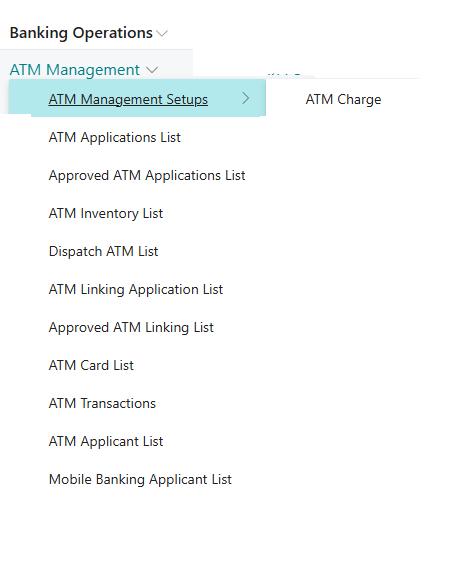 Banking Operations
ATM Management
ATM Management Setups
ATM Charge
ATM Applications List
Approved ATM Applications List
ATM Inventory List
Dispatch ATM List
ATM Linking Application List
Approved ATM Linking List
ATM Card List
ATM Transactions
ATM Applicant List
Mobile Banking Applicant List